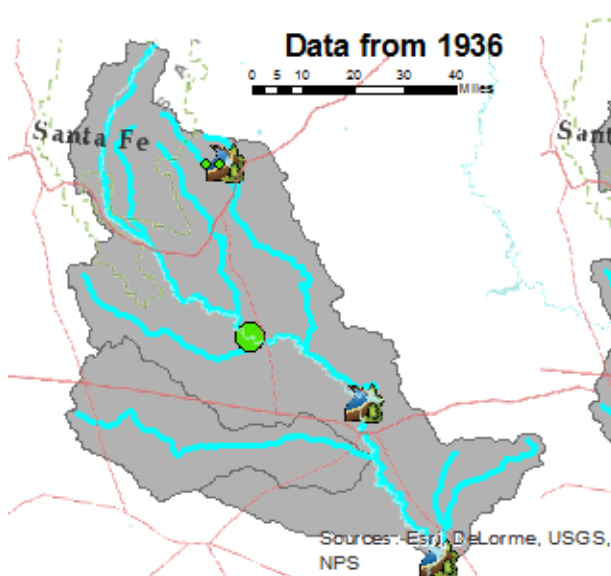 Data from 1936
0 5 10 20 30 40
Miles
Santa Fe
Sant
Sources: Esri, DeLorme, USGS,
NPS